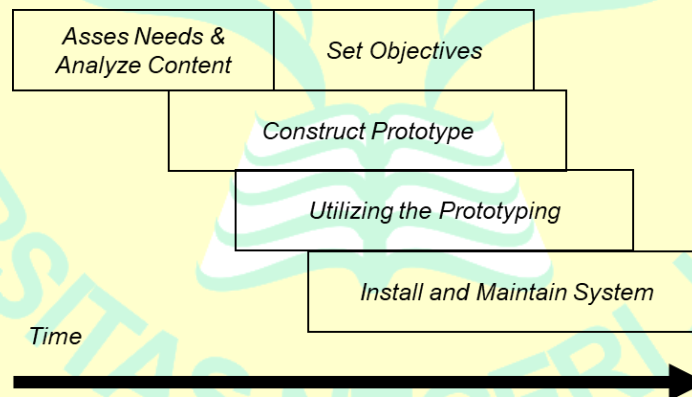 Asses Needs &
Analyze Content
Set Objectives
Construct Prototype
Utilizing the Prototyping
Install and Maintain System
Time